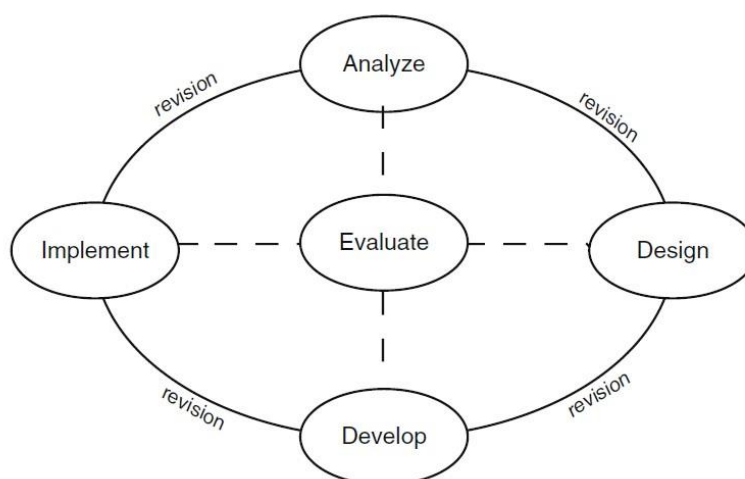 Analyze
revision
revision
Implement
Evaluate
Design
revision
revision
Develop